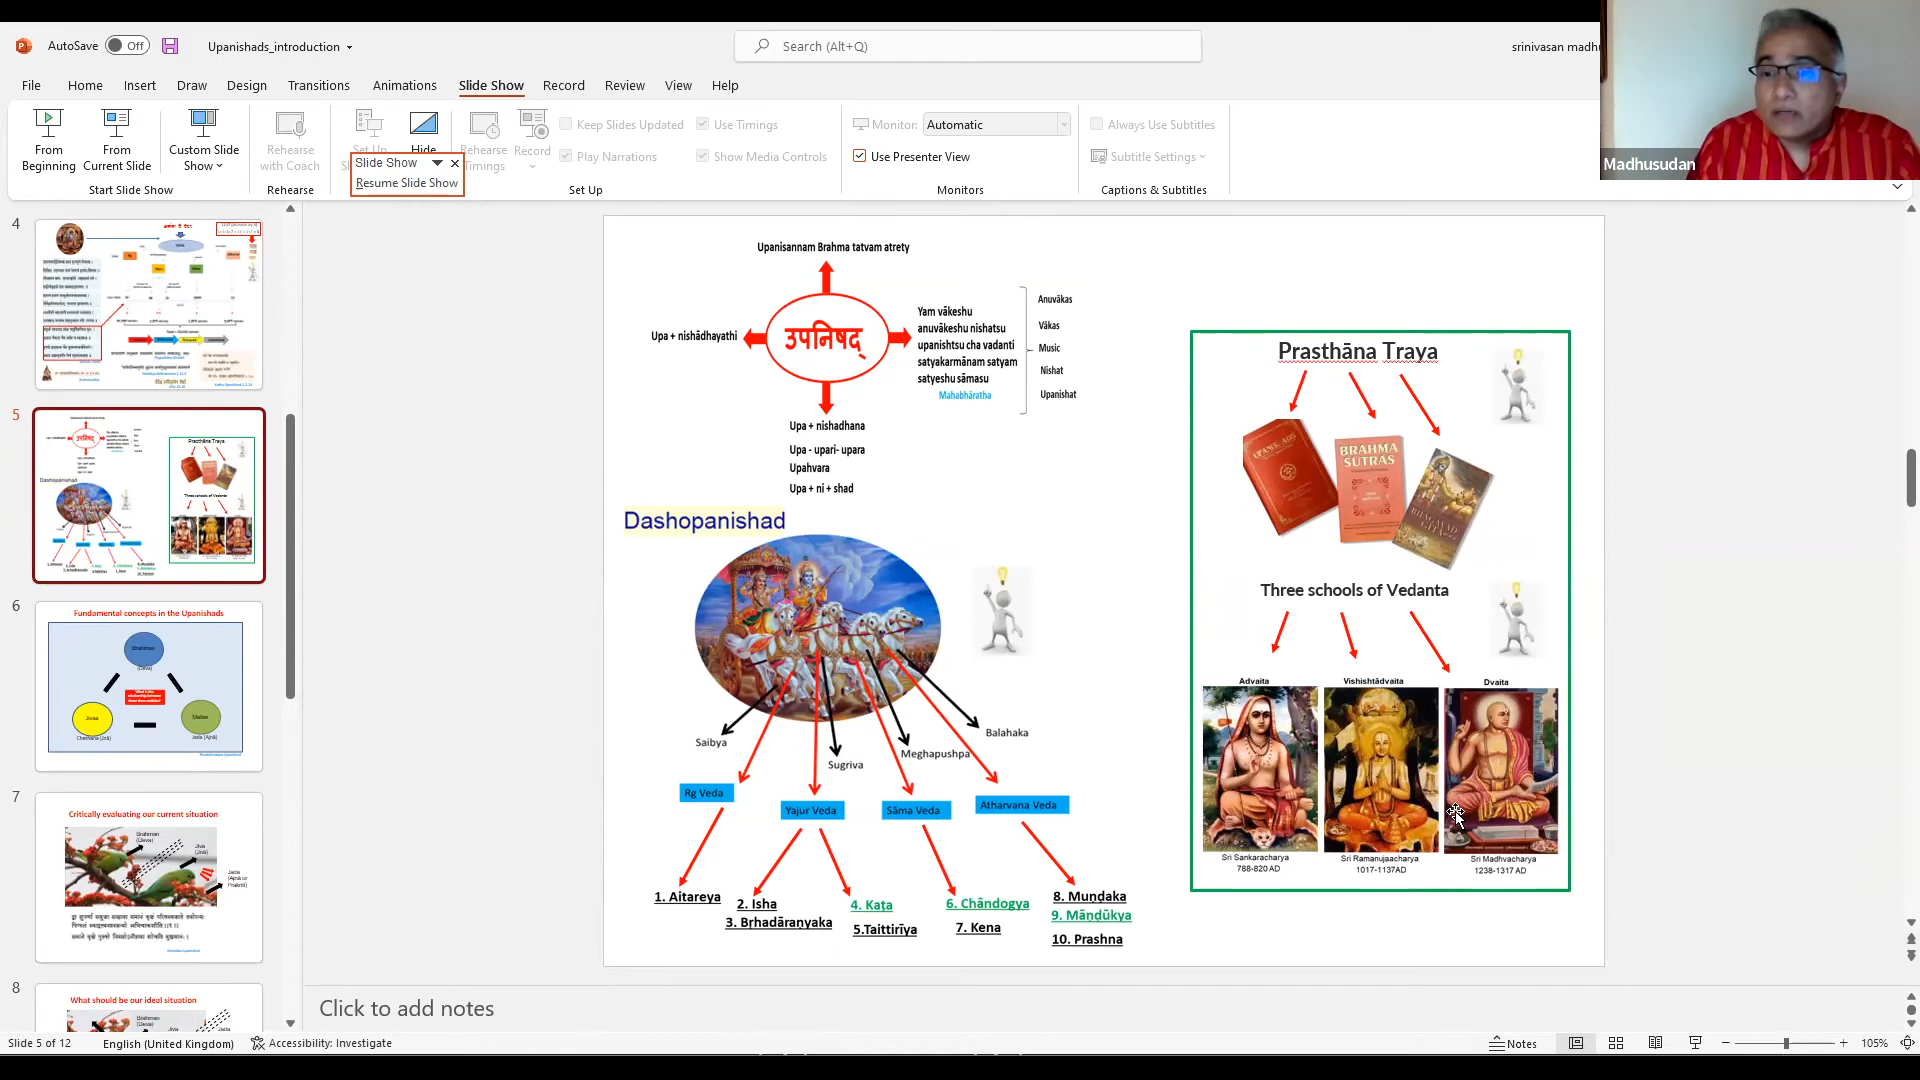 AutoSave Off
Upanishads_introduction
Search (Alt+Q)
srinivasan madhu
File Home Insert Draw Design Transitions Animations Slide Show Record Review View Help
From Beginning
From Current Slide
Custom Slide Show
Start Slide Show
Rehearse with Coach
Rehearse
Set Up
Hide
Slide Show
Resume Slide Show
Rehearse Timings
Record
Keep Slides Updated
Play Narrations
Use Timings
Show Media Controls
Set Up
Monitor: Automatic
Use Presenter View
Monitors
Always Use Subtitles
Subtitle Settings
Captions & Subtitles
Madhusudan
4
5
6
Fundamental concepts in the Upanishads
7
Critically evaluating our current situation
8
What should be our ideal situation
Upanisannam Brahma tatvam atrety
Upa + nishādhayathi
उपनिषद्
Yam vākeshu
anuvākeshu nishatsu
upanishtsu cha vadanti
satyakarmānam satyam
satyeshu sāmasu
Mahabhāratha
Anuvākas
Vākas
Music
Nishat
Upanishat
Upa + nishadhana
Upa - upari- upara
Upahvara
Upa + ni + shad
Dashopanishad
Saibya
Sugriva
Meghapushpa
Balahaka
Rg Veda
Yajur Veda
Sāma Veda
Atharvana Veda
1. Aitareya
2. Isha
3. Bṛhadāraṇyaka
4. Kaṭa
5.Taittirīya
6. Chāndogya
7. Kena
8. Muṇḍaka
9. Māṇḍūkya
10. Prashna
Prasthāna Traya
BRAHMA SUTRAS
BHAGAVAD GITA
Three schools of Vedanta
Advaita
Vishishtādvaita
Dvaita
Sri Sankaracharya
788-820 AD
Sri Ramanujaacharya
1017-1137AD
Sri Madhvacharya
1238-1317 AD
Click to add notes
Slide 5 of 12
English (United Kingdom)
Accessibility: Investigate
Notes
105%